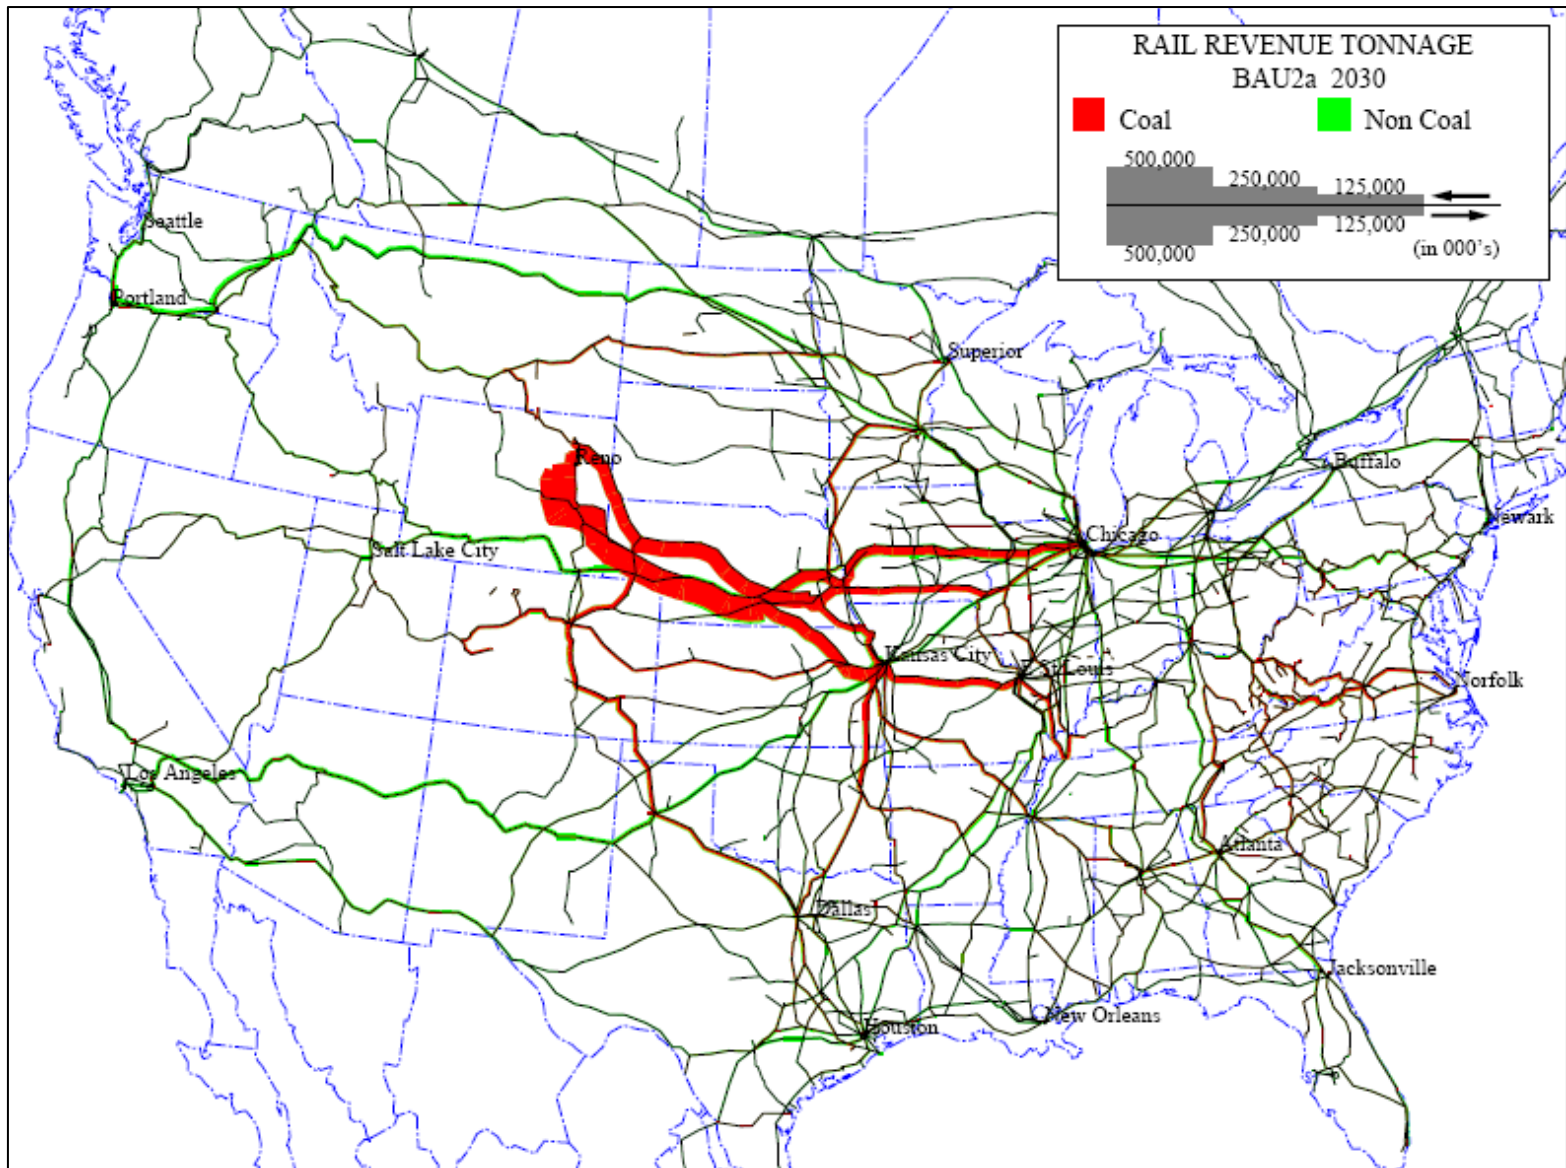 RAIL REVENUE TONNAGE
BAU2a 2030
Coal
Non Coal
500,000
250,000
125,000
500,000
250,000
125,000
(in 000's)
Seattle
Portland
Superior
Reno
Buffalo
Newark
Chicago
Salt Lake City
Kansas City
St Louis
Norfolk
Los Angeles
Atlanta
Dallas
Jacksonville
New Orleans
Houston